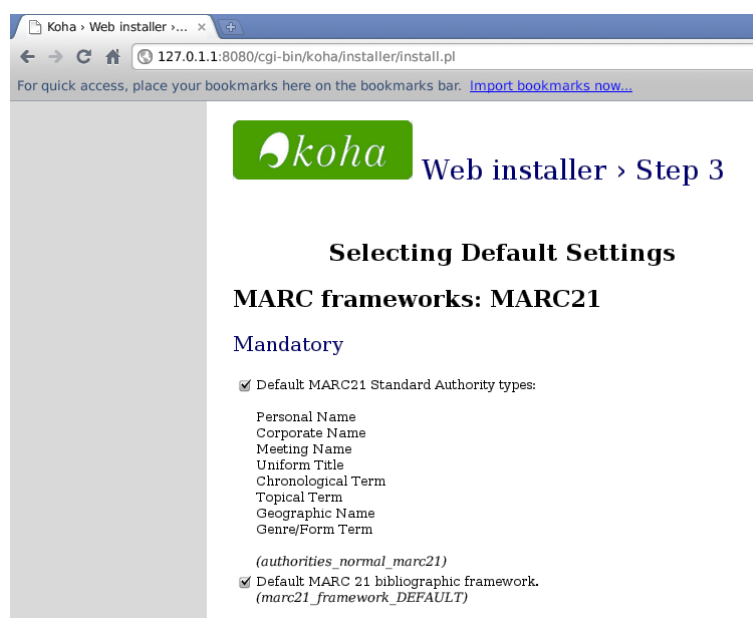 Koha › Web installer ›...
127.0.1.1:8080/cgi-bin/koha/installer/install.pl
For quick access, place your bookmarks here on the bookmarks bar. Import bookmarks now...
koha Web installer › Step 3
Selecting Default Settings
MARC frameworks: MARC21
Mandatory
Default MARC21 Standard Authority types:
Personal Name
Corporate Name
Meeting Name
Uniform Title
Chronological Term
Topical Term
Geographic Name
Genre/Form Term
(authorities_normal_marc21)
Default MARC 21 bibliographic framework.
(marc21_framework_DEFAULT)